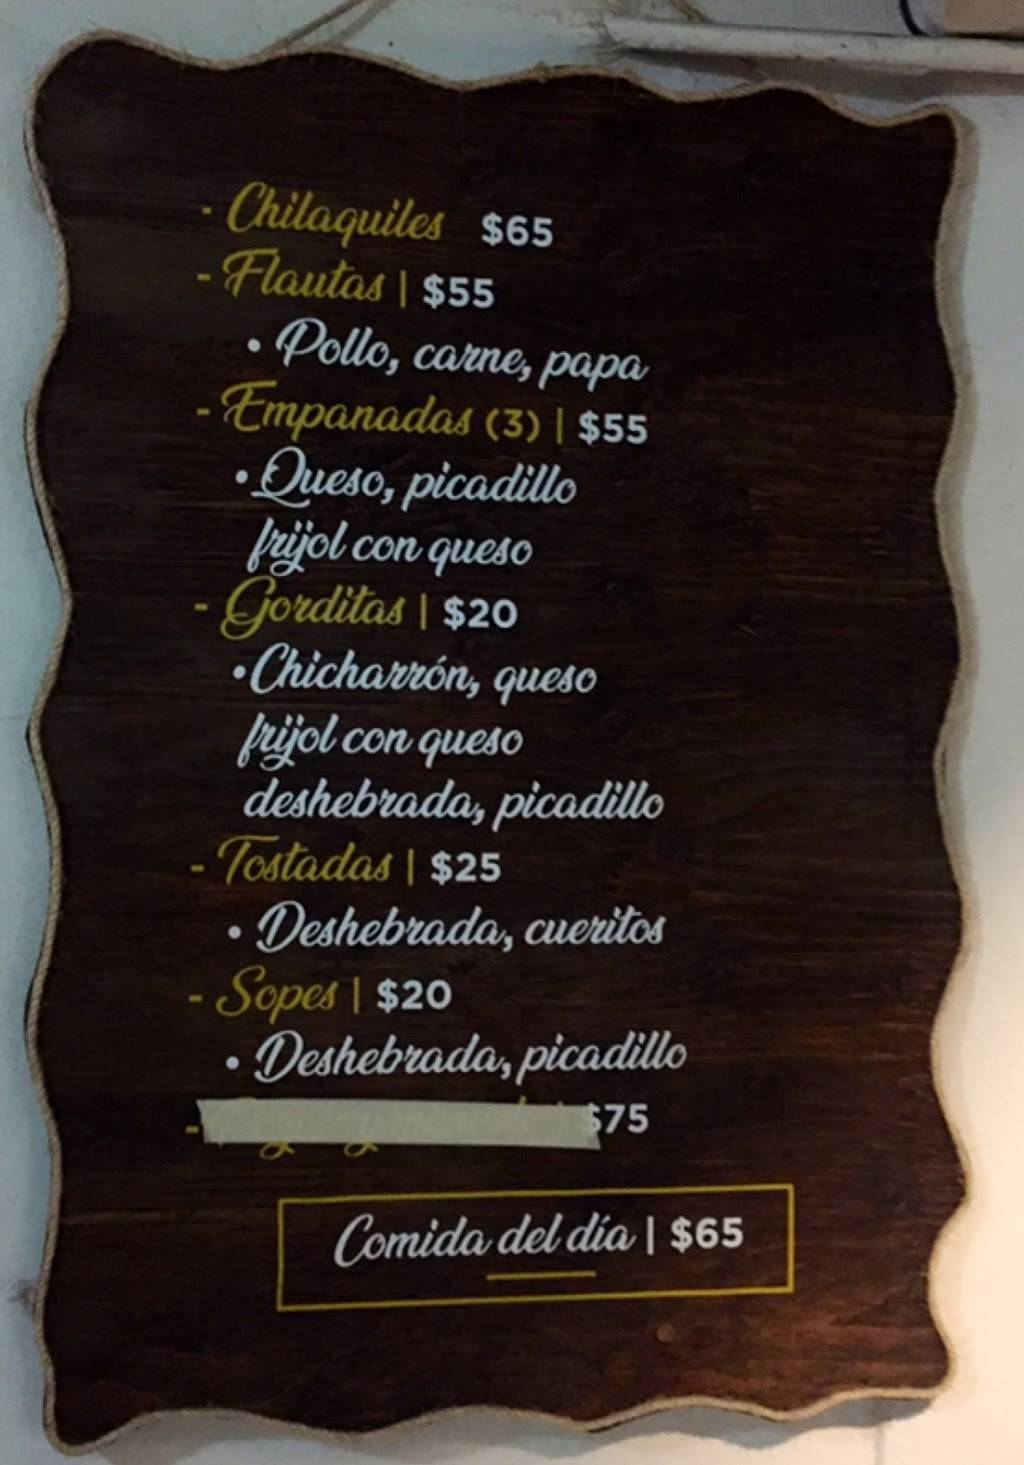 - Chilaquiles $65
- Flautas | $55
• Pollo, carne, papa
- Empanadas (3) | $55
• Queso, picadillo
frijol con queso
- Gorditas | $20
• Chicharrón, queso
frijol con queso
deshebrada, picadillo
- Tostadas | $25
• Deshebrada, cueritos
- Sopes | $20
• Deshebrada, picadillo
- $75
Comida del día | $65